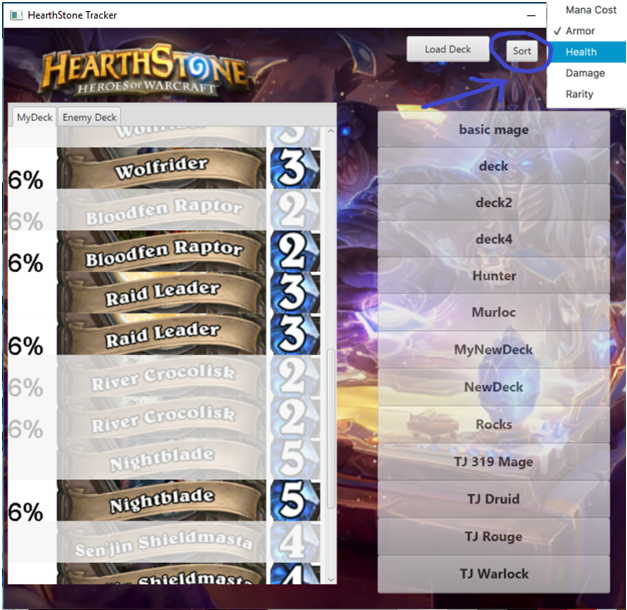 HearthStone Tracker
Mana Cost
Armor
Health
Damage
Rarity
Load Deck
Sort
HEARTHSTONE
HEROES OF WARCRAFT
MyDeck
Enemy Deck
Wolfrider 3
6%
Bloodfen Raptor 2
6%
Bloodfen Raptor 2
6%
Raid Leader 3
Raid Leader 3
6%
River Crocolisk 2
6%
River Crocolisk 2
6%
Nightblade 5
Nightblade 5
6%
Sen'jin Shieldmasta 4
basic mage
deck
deck2
deck4
Hunter
Murloc
MyNewDeck
NewDeck
Rocks
TJ 319 Mage
TJ Druid
TJ Rouge
TJ Warlock